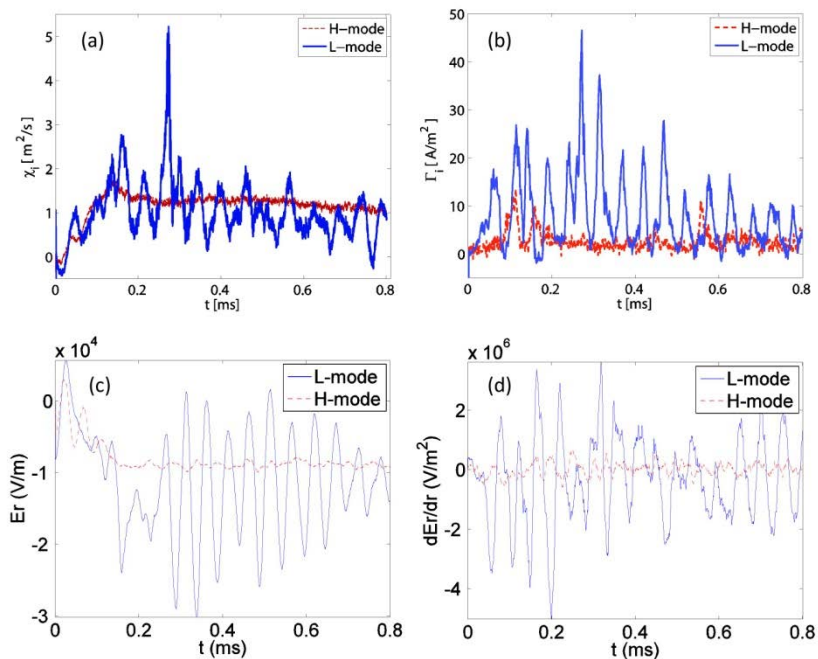 (a)
H-mode
L-mode
χi [ m²/s]
5
4
3
2
1
0
0
0.2
0.4
0.6
0.8
t [ms]
(b)
H-mode
L-mode
Γi [A/m²]
50
40
30
20
10
0
0
0.2
0.4
0.6
0.8
t [ms]
x 10⁴
(c)
L-mode
H-mode
Er (V/m)
0
-1
-2
-3
0
0.2
0.4
0.6
0.8
t (ms)
x 10⁶
(d)
L-mode
H-mode
dEr/dr (V/m²)
2
0
-2
-4
0
0.2
0.4
0.6
0.8
t (ms)